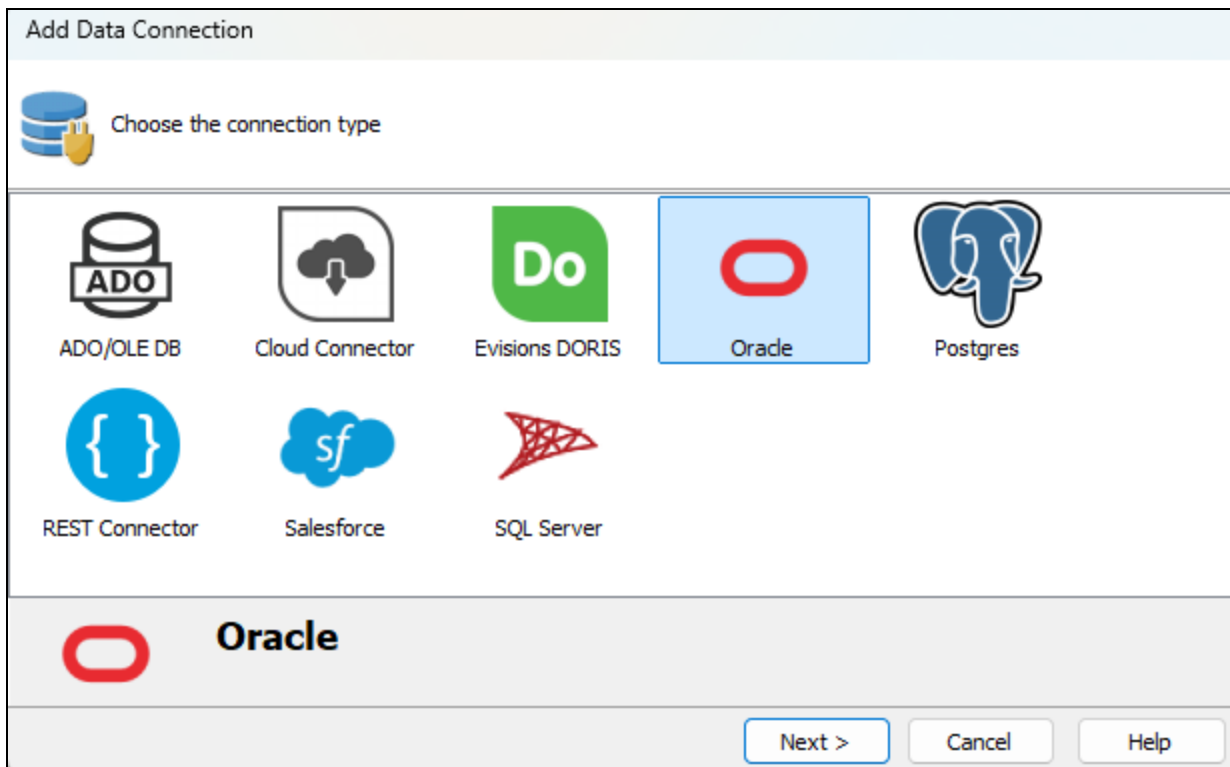 Add Data Connection
Choose the connection type
ADO
Do
ADO/OLE DB
Cloud Connector
Evisions DORIS
Oracle
Postgres
{ }
sf
REST Connector
Salesforce
SQL Server
Oracle
Next >
Cancel
Help